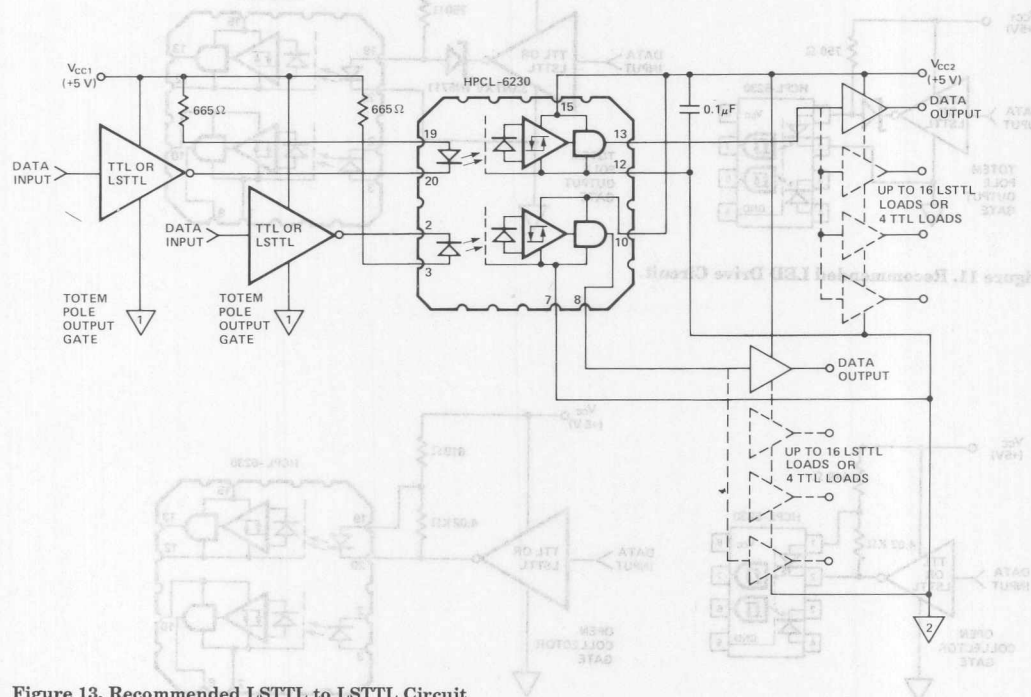 VCC1
(+5 V)
665Ω
665Ω
HPCL-6230
15
VCC2
(+5 V)
0.1μF
DATA
OUTPUT
19
13
DATA
INPUT
TTL OR
LSTTL
20
12
UP TO 16 LSTTL
LOADS OR
4 TTL LOADS
DATA
INPUT
TTL OR
LSTTL
2
10
3
7
8
TOTEM
POLE
OUTPUT
GATE
1
TOTEM
POLE
OUTPUT
GATE
1
DATA
OUTPUT
UP TO 16 LSTTL
LOADS OR
4 TTL LOADS
2
Figure 13. Recommended LSTTL to LSTTL Circuit